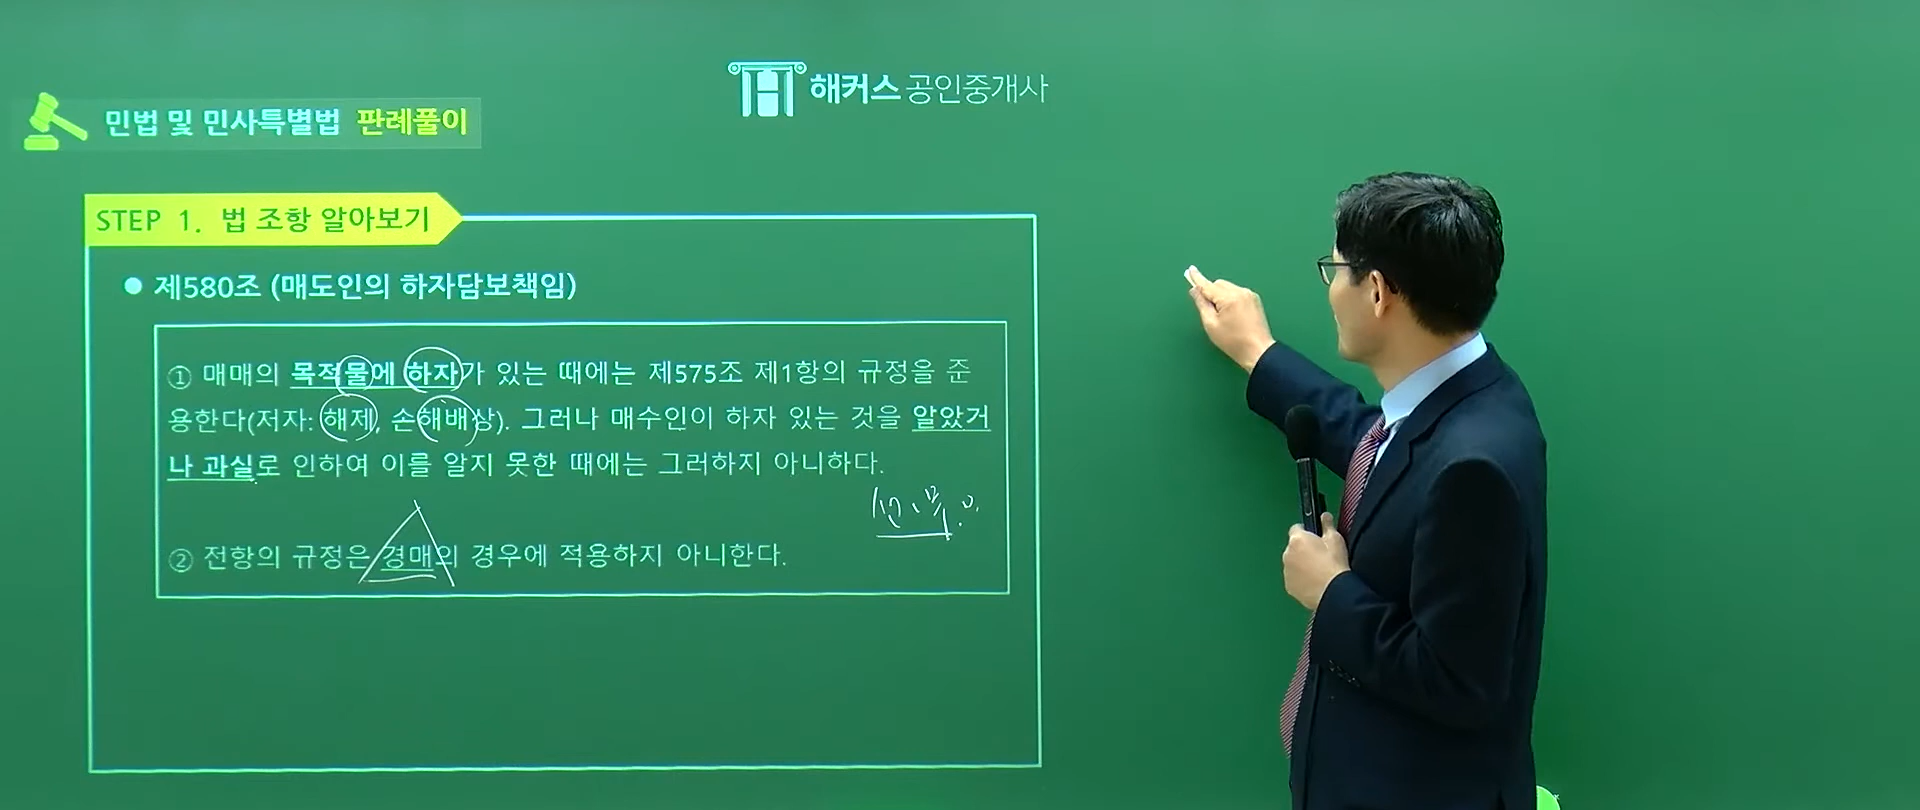 해커스 공인중개사
민법 및 민사특별법 판례풀이
STEP 1. 법 조항 알아보기
● 제580조 (매도인의 하자담보책임)
① 매매의 목적물에 하자가 있는 때에는 제575조 제1항의 규정을 준
용한다(저자: 해제, 손해배상). 그러나 매수인이 하자 있는 것을 알았거
나 과실로 인하여 이를 알지 못한 때에는 그러하지 아니하다.
② 전항의 규정은 경매의 경우에 적용하지 아니한다.